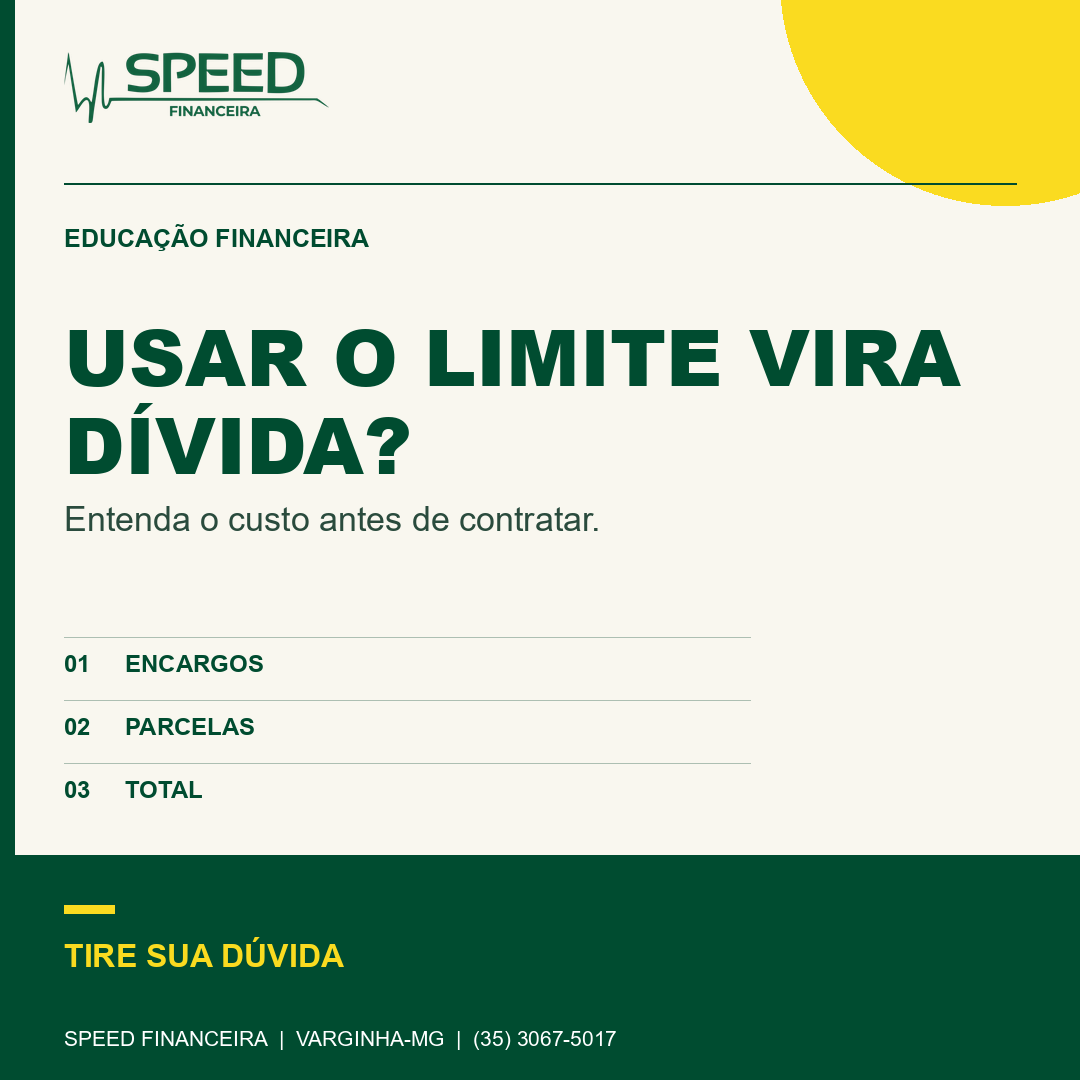 SPEED
FINANCEIRA
EDUCAÇÃO FINANCEIRA
USAR O LIMITE VIRA
DÍVIDA?
Entenda o custo antes de contratar.
01 ENCARGOS
02 PARCELAS
03 TOTAL
TIRE SUA DÚVIDA
SPEED FINANCEIRA | VARGINHA-MG | (35) 3067-5017